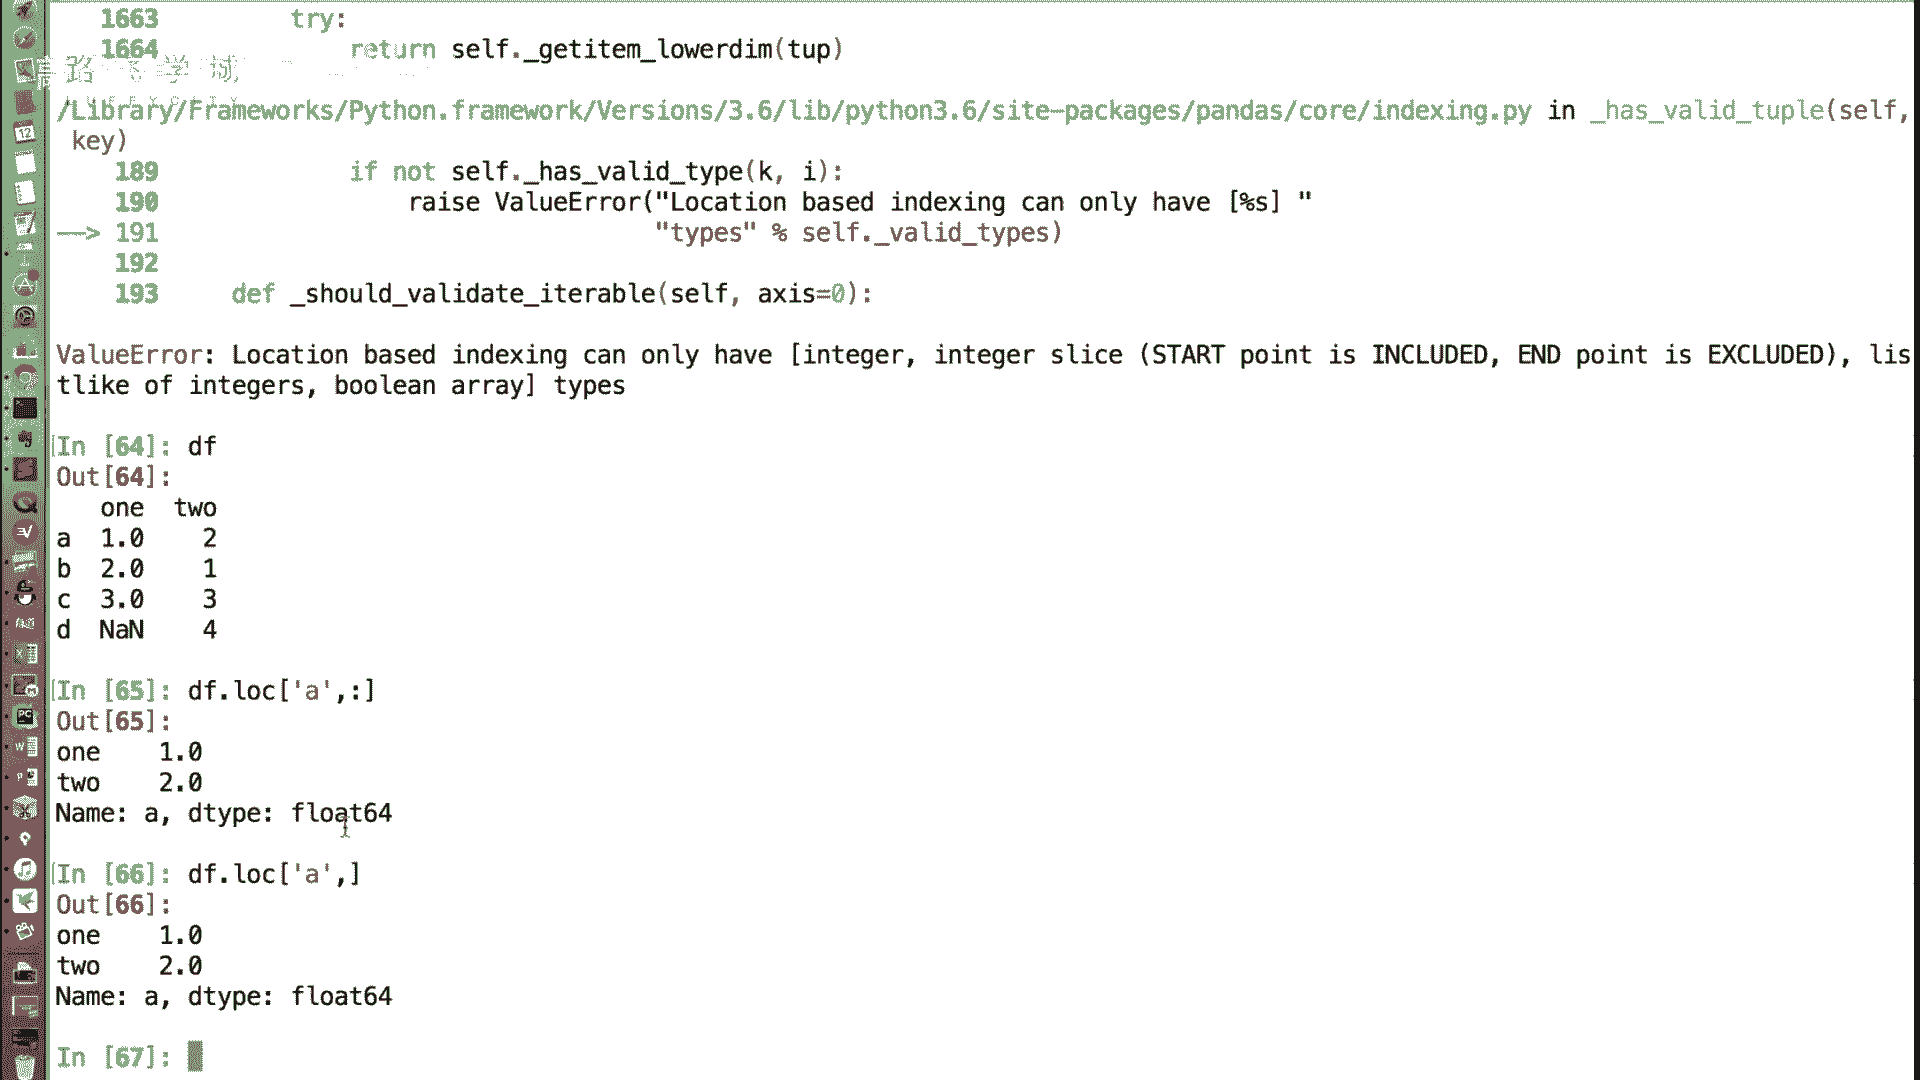 1663         try:
1664             return self._getitem_lowerdim(tup)
路飞学城
/Library/Frameworks/Python.framework/Versions/3.6/lib/python3.6/site-packages/pandas/core/indexing.py in _has_valid_tuple(self,
key)
189             if not self._has_valid_type(k, i):
190                 raise ValueError("Location based indexing can only have [%s] "
--> 191                                  "types" % self._valid_types)
192
193     def _should_validate_iterable(self, axis=0):
ValueError: Location based indexing can only have [integer, integer slice (START point is INCLUDED, END point is EXCLUDED), lis
tlike of integers, boolean array] types
In [64]: df
Out[64]:
one  two
a  1.0    2
b  2.0    1
c  3.0    3
d  NaN    4
In [65]: df.loc['a',:]
Out[65]:
one    1.0
two    2.0
Name: a, dtype: float64
In [66]: df.loc['a',]
Out[66]:
one    1.0
two    2.0
Name: a, dtype: float64
In [67]: